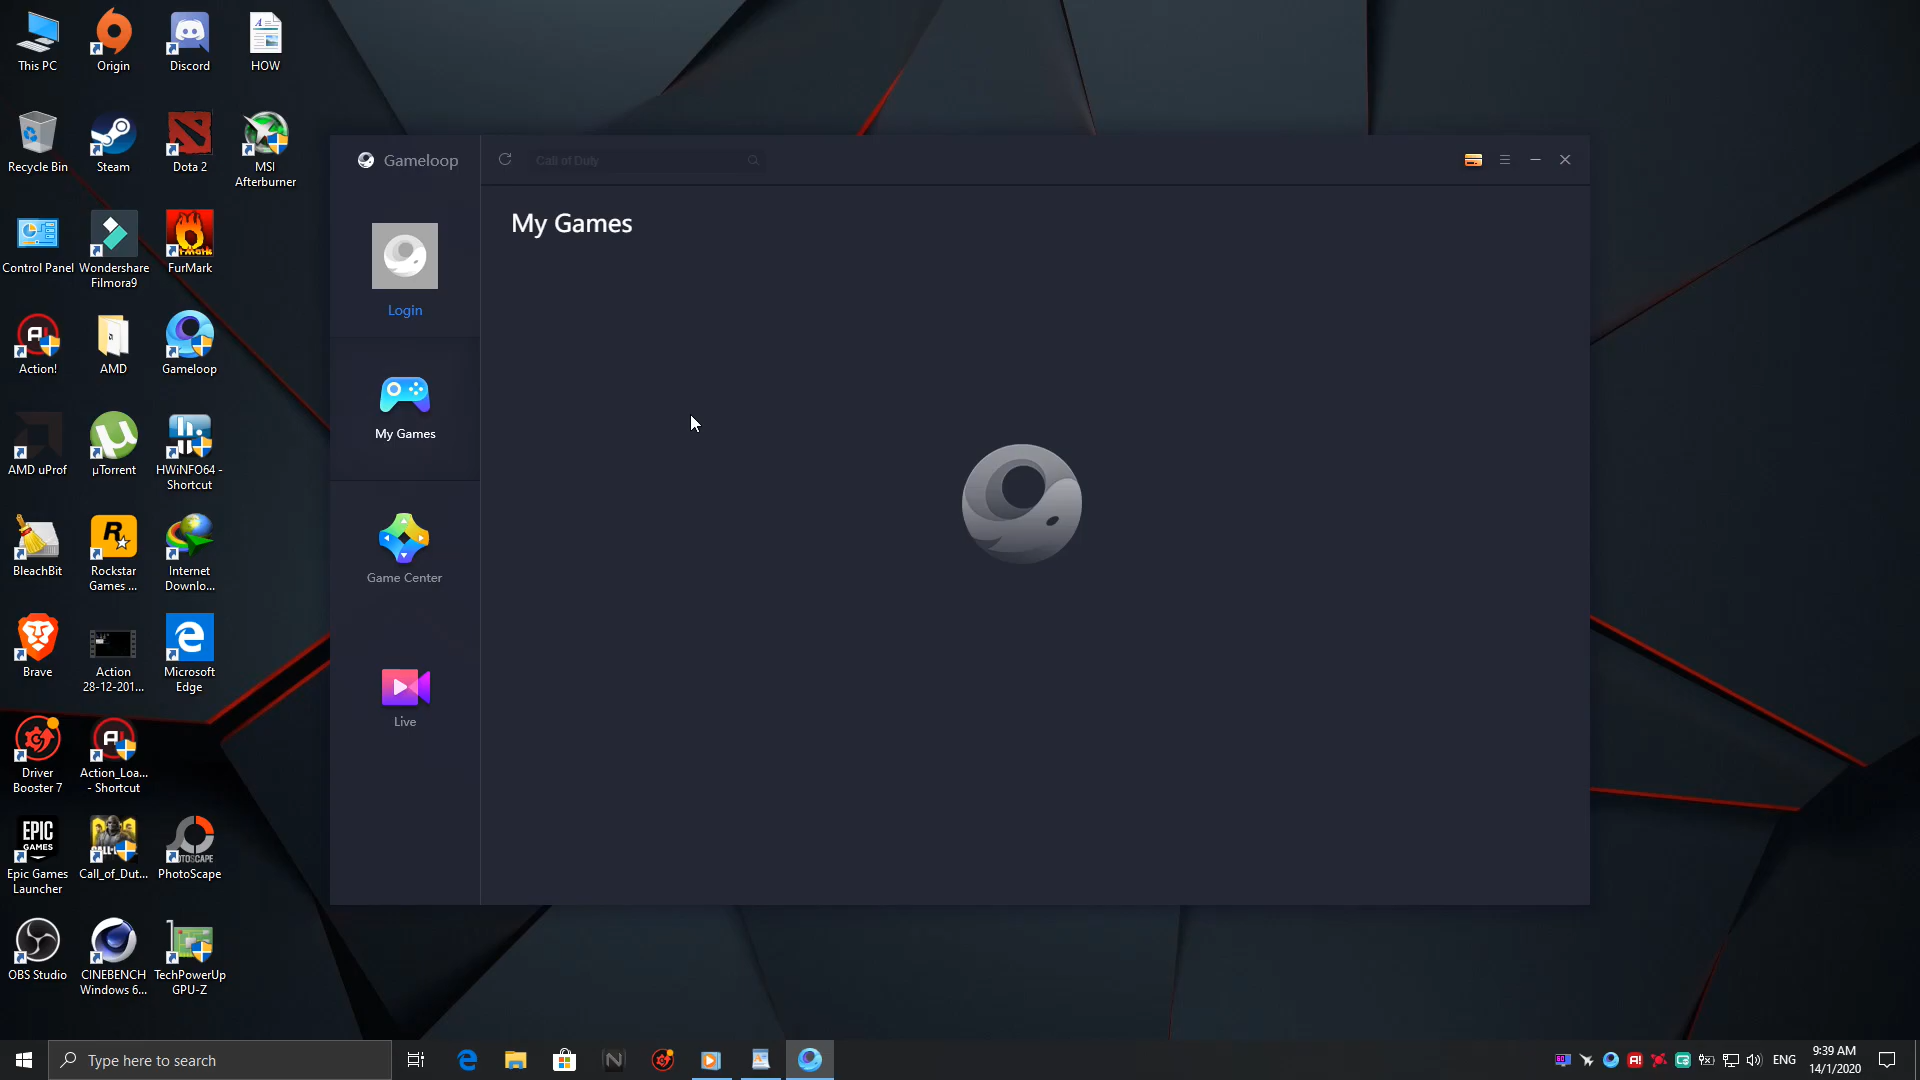 This PC
Origin
Discord
HOW
Recycle Bin
Steam
Dota 2
MSI
Afterburner
Control Panel
Wondershare
Filmora9
FurMark
Action!
AMD
Gameloop
AMD uProf
µTorrent
HWiNFO64 -
Shortcut
BleachBit
Rockstar
Games ...
Internet
Downlo...
Brave
Action
28-12-201...
Microsoft
Edge
Driver
Booster 7
Action_Loa...
- Shortcut
EPIC
GAMES
Epic Games
Launcher
Call_of_Dut...
PHOTOSCAPE
PhotoScape
OBS Studio
CINEBENCH
Windows 6...
TechPowerUp
GPU-Z
Gameloop
Call of Duty
Login
My Games
Game Center
Live
My Games
Type here to search
ENG
9:39 AM
14/1/2020